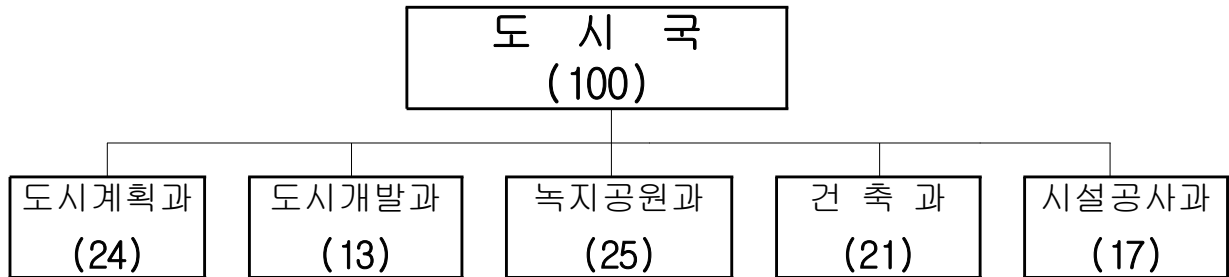 도 시 국
(100)
도시계획과
(24)
도시개발과
(13)
녹지공원과
(25)
건 축 과
(21)
시설공사과
(17)